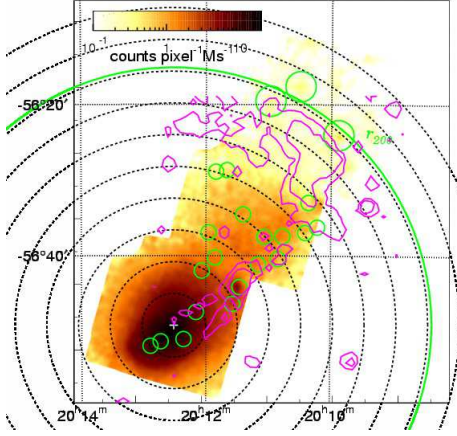 10⁻¹ 1 10
counts pixel⁻¹ Ms⁻¹
-56°20'
r₂₀₀
-56°40'
20ʰ14ᵐ 20ʰ12ᵐ 20ʰ10ᵐ